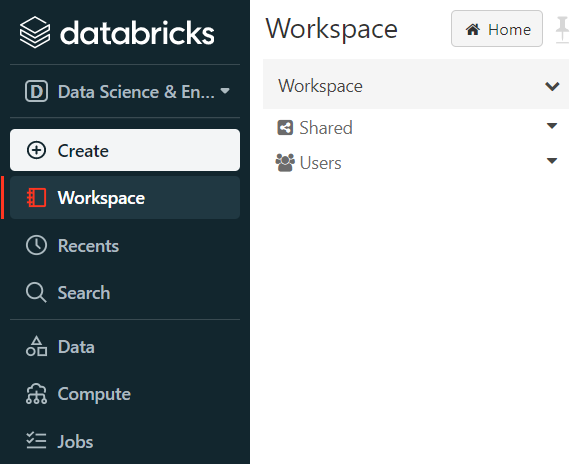 databricks
D Data Science & En...
Create
Workspace
Recents
Search
Data
Compute
Jobs
Workspace
Home
Workspace
Shared
Users